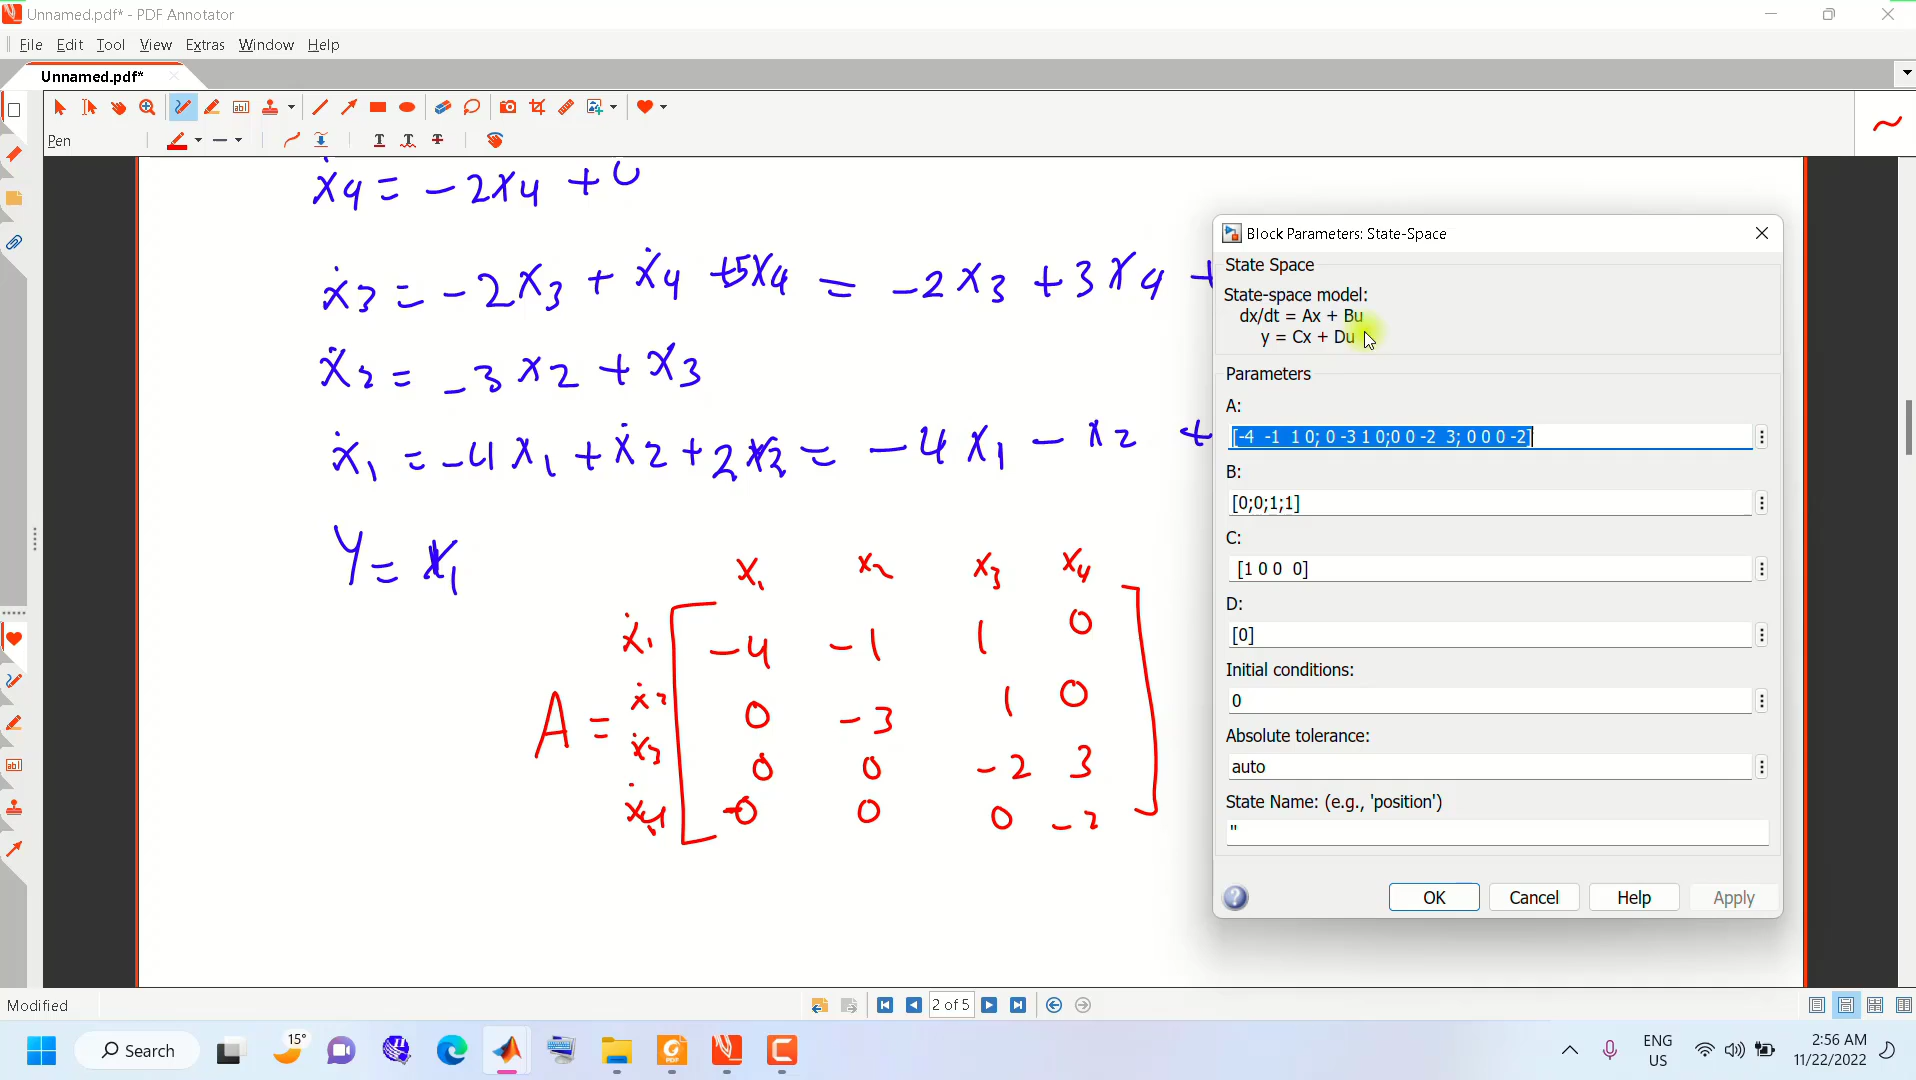 Unnamed.pdf* - PDF Annotator
File Edit Tool View Extras Window Help
Unnamed.pdf*
Pen
ẋ4 = -2x4 + U
ẋ3 = -2x3 + ẋ4 +5x4 = -2x3 +3x4 +
ẋ2 = -3x2 + x3
ẋ1 = -4x1 + ẋ2 + 2x2 = -4x1 - x2 +
Y = x1
x1 x2 x3 x4
ẋ1 -4 -1 1 0
ẋ2 0 -3 1 0
A =
ẋ3 0 0 -2 3
ẋ4 0 0 0 -2
Block Parameters: State-Space
State Space
State-space model:
dx/dt = Ax + Bu
y = Cx + Du
Parameters
A:
[-4 -1 1 0; 0 -3 1 0;0 0 -2 3; 0 0 0 -2]
B:
[0;0;1;1]
C:
[1 0 0 0]
D:
[0]
Initial conditions:
0
Absolute tolerance:
auto
State Name: (e.g., 'position')
''
OK Cancel Help Apply
Modified
2 of 5
15°
Search
ENG
US
2:56 AM
11/22/2022